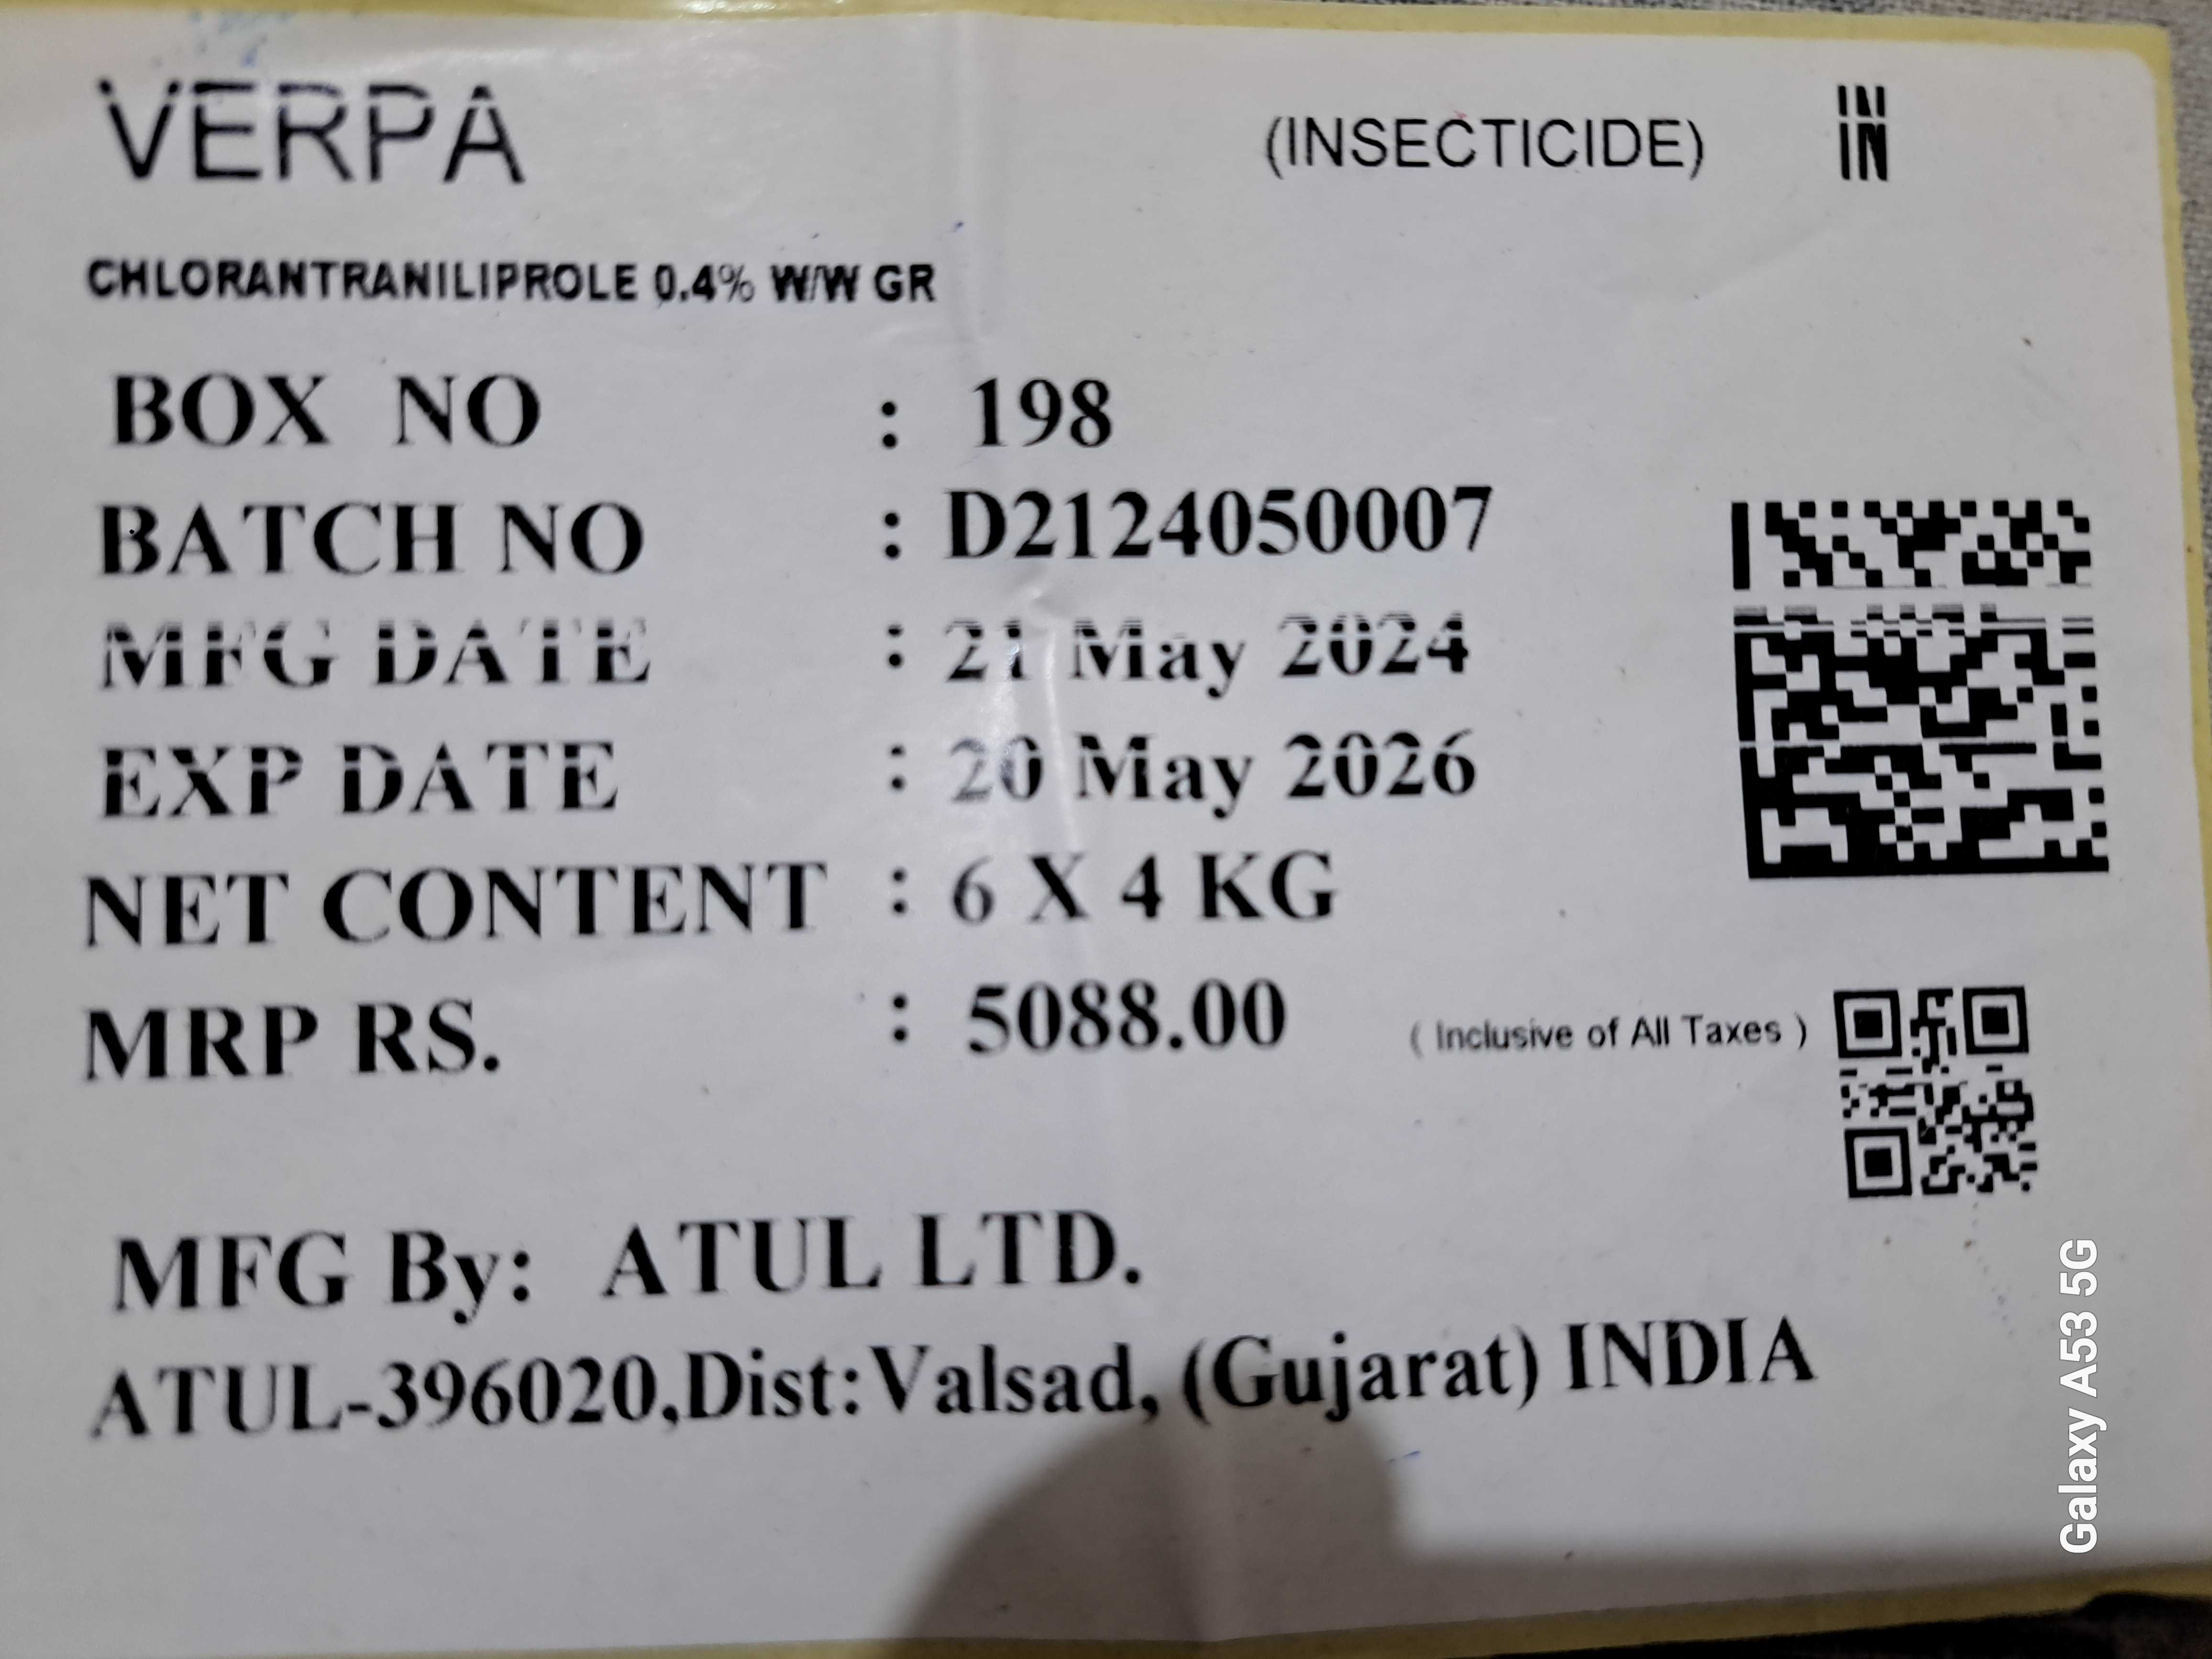 VERPA (INSECTICIDE) IN
CHLORANTRANILIPROLE 0.4% W/W GR
BOX NO : 198
BATCH NO : D2124050007
MFG DATE : 21 May 2024
EXP DATE : 20 May 2026
NET CONTENT : 6 X 4 KG
MRP RS. : 5088.00 ( Inclusive of All Taxes )
MFG By: ATUL LTD.
ATUL-396020,Dist:Valsad, (Gujarat) INDIA
Galaxy A53 5G